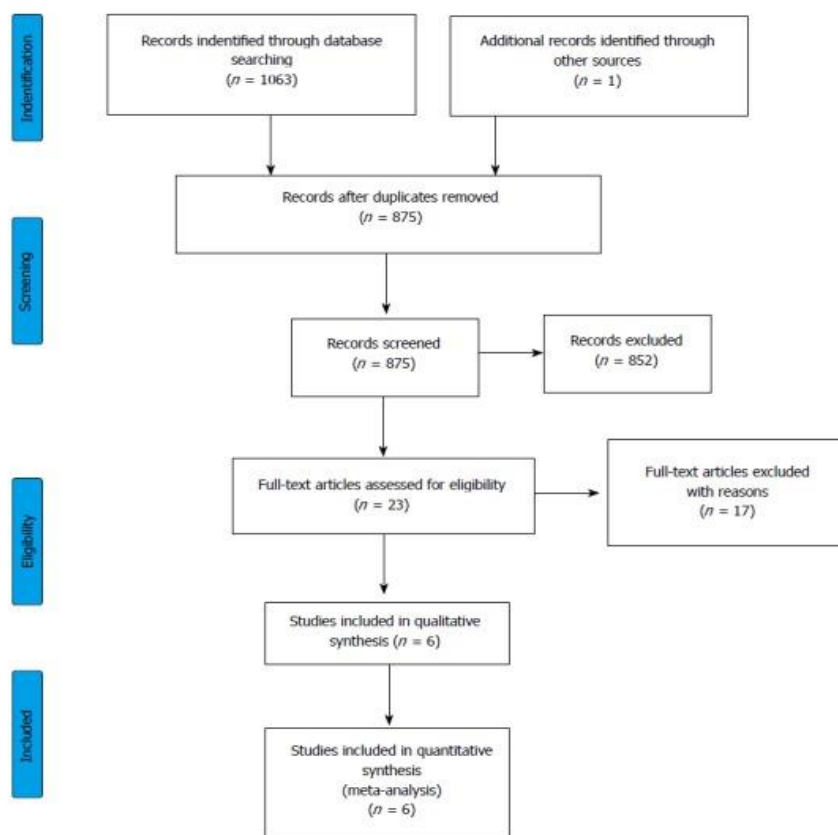 Indentification
Records indentified through database
searching
(n = 1063)
Additional records identified through
other sources
(n = 1)
Records after duplicates removed
(n = 875)
Screening
Records screened
(n = 875)
Records excluded
(n = 852)
Eligibility
Full-text articles assessed for eligibility
(n = 23)
Full-text articles excluded
with reasons
(n = 17)
Studies included in qualitative
synthesis (n = 6)
Included
Studies included in quantitative
synthesis
(meta-analysis)
(n = 6)